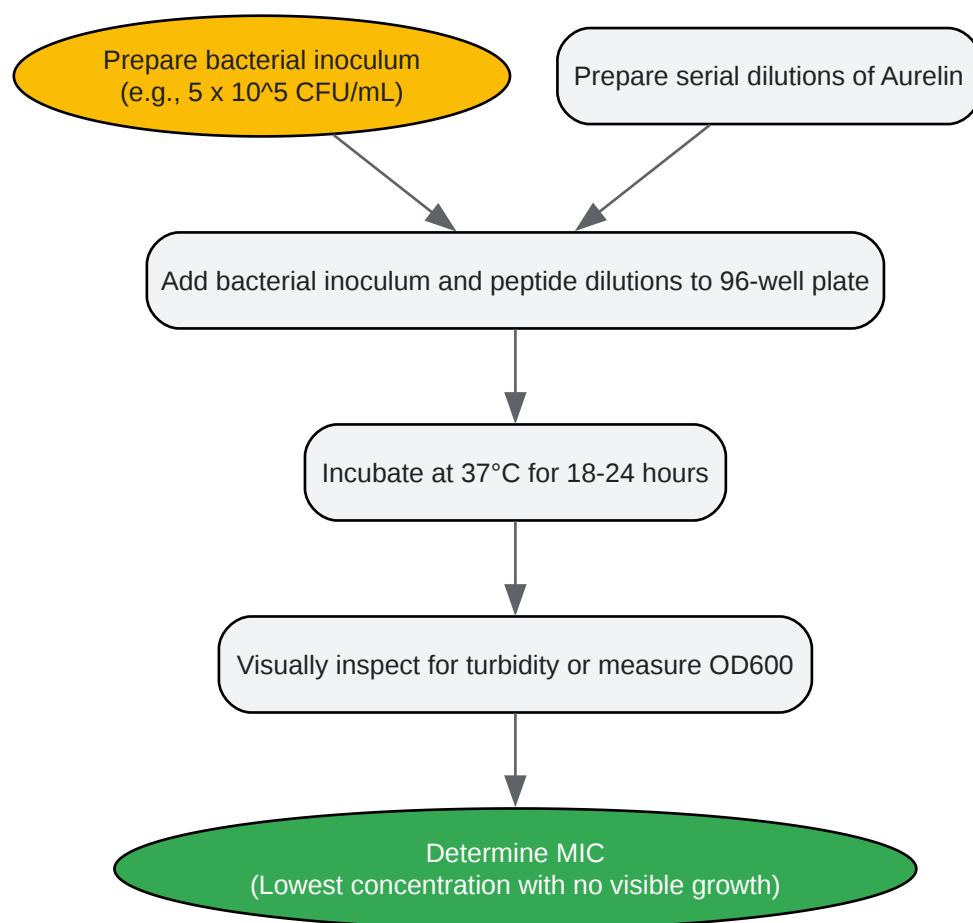 Prepare bacterial inoculum
(e.g., 5 x 10^5 CFU/mL)
Prepare serial dilutions of Aurelin
Add bacterial inoculum and peptide dilutions to 96-well plate
Incubate at 37°C for 18-24 hours
Visually inspect for turbidity or measure OD600
Determine MIC
(Lowest concentration with no visible growth)